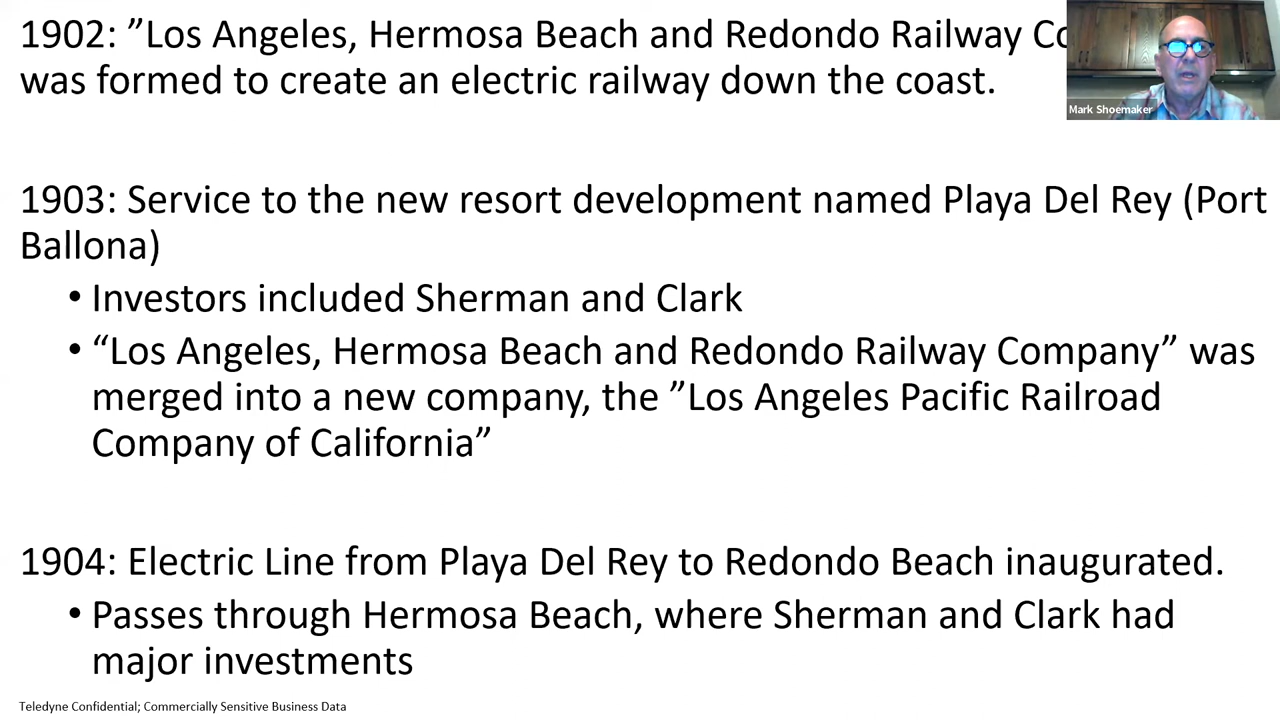 1902: ”Los Angeles, Hermosa Beach and Redondo Railway
was formed to create an electric railway down the coast.
Mark Shoemaker
1903: Service to the new resort development named Playa Del Rey (Port
Ballona)
• Investors included Sherman and Clark
• “Los Angeles, Hermosa Beach and Redondo Railway Company” was
merged into a new company, the ”Los Angeles Pacific Railroad
Company of California”
1904: Electric Line from Playa Del Rey to Redondo Beach inaugurated.
• Passes through Hermosa Beach, where Sherman and Clark had
major investments
Teledyne Confidential; Commercially Sensitive Business Data